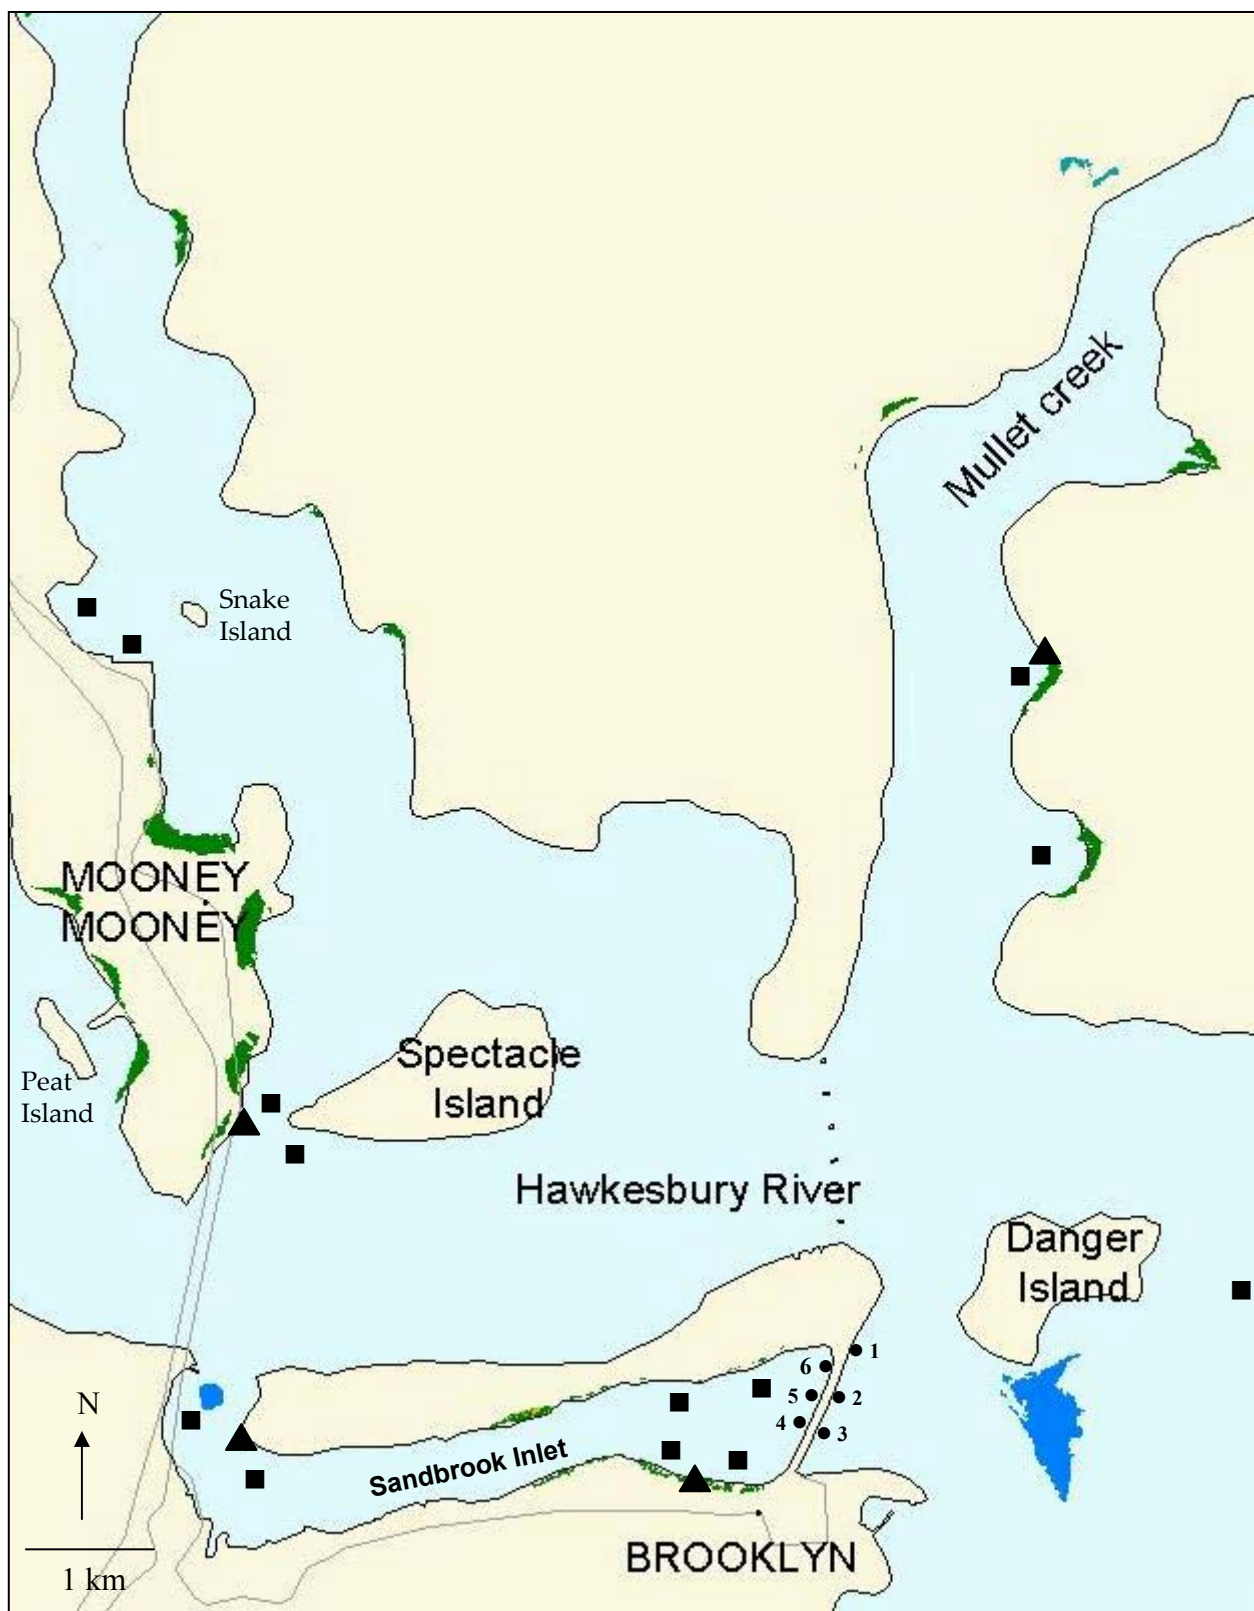 Mullet creek
Snake
Island
MOONEY
MOONEY
Spectacle
Island
Peat
Island
Hawkesbury River
Danger
Island
1
6
5
2
4
3
N
Sandbrook Inlet
BROOKLYN
1 km